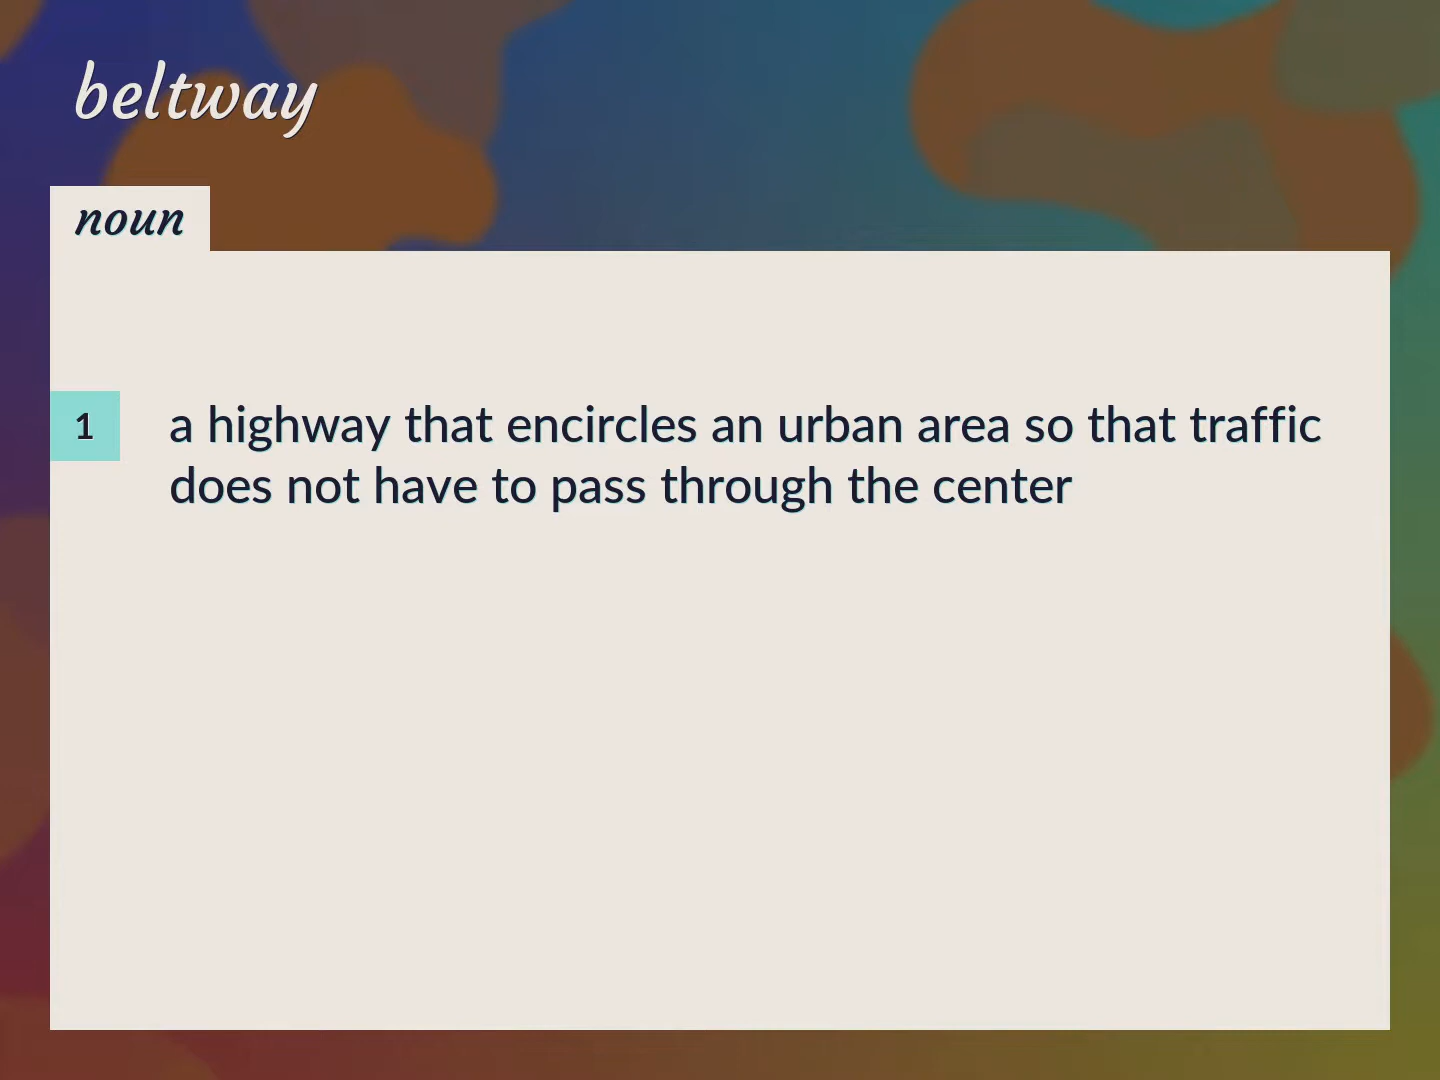 beltway
noun
1
a highway that encircles an urban area so that traffic
does not have to pass through the center